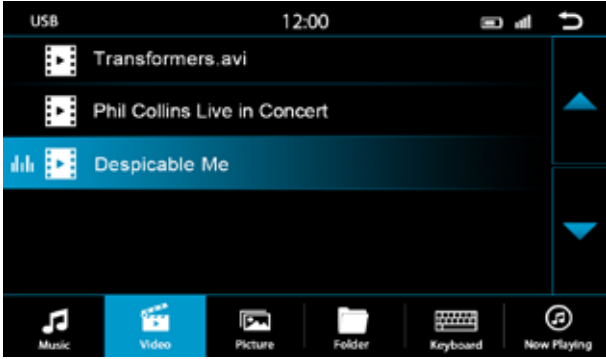 USB 12:00
Transformers.avi
Phil Collins Live in Concert
Despicable Me
Music Video Picture Folder Keyboard Now Playing